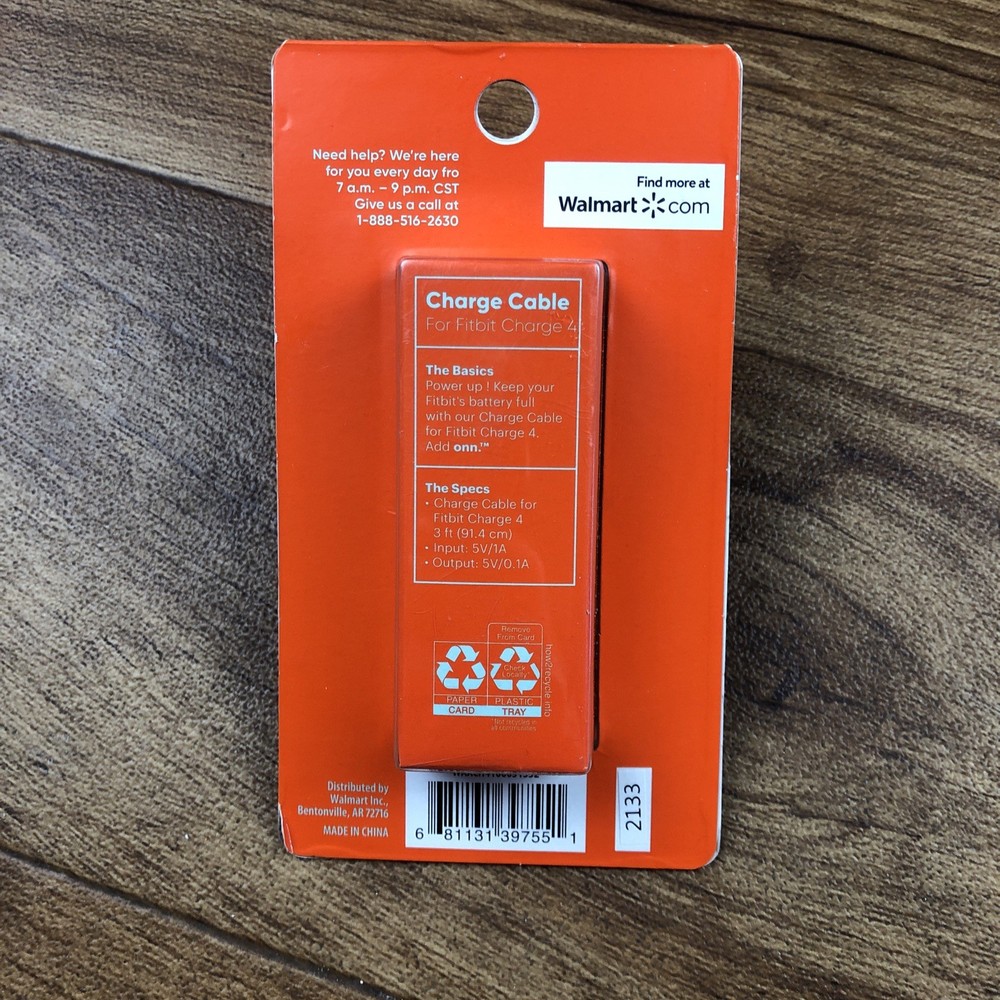 Need help? We're here
for you every day fro
7 a.m. – 9 p.m. CST
Give us a call at
1-888-516-2630
Find more at
Walmart com
Charge Cable
For Fitbit Charge 4
The Basics
Power up ! Keep your
Fitbit's battery full
with our Charge Cable
for Fitbit Charge 4.
Add onn.™
The Specs
• Charge Cable for
Fitbit Charge 4
3 ft (91.4 cm)
• Input: 5V/1A
• Output: 5V/0.1A
Remove
From Card
Check
Locally*
PAPER
CARD
PLASTIC
TRAY
*Not recycled in
all communities
how2recycle.info
Distributed by
Walmart Inc.,
Bentonville, AR 72716
MADE IN CHINA
6 81131 39755 1
2133